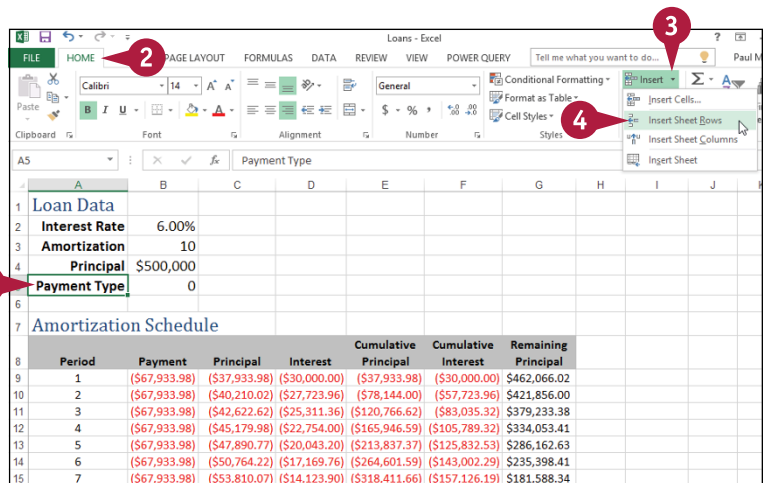 Loans - Excel
?
3
FILE HOME 2 PAGE LAYOUT FORMULAS DATA REVIEW VIEW POWER QUERY Tell me what you want to do... Paul M
Paste
Calibri 14 A A
B I U A
General
$ % , .0 .00 .00 .0
Conditional Formatting
Format as Table
Cell Styles
Insert Σ A
Clipboard Font Alignment Number Styles
Insert Cells...
4 Insert Sheet Rows
Insert Sheet Columns
Insert Sheet
A5 fx Payment Type
A B C D E F G H I J
1 Loan Data
2 Interest Rate 6.00%
3 Amortization 10
4 Principal $500,000
Payment Type 0
6
7 Amortization Schedule
Cumulative Cumulative Remaining
8 Period Payment Principal Interest Principal Interest Principal
9 1 ($67,933.98) ($37,933.98) ($30,000.00) ($37,933.98) ($30,000.00) $462,066.02
10 2 ($67,933.98) ($40,210.02) ($27,723.96) ($78,144.00) ($57,723.96) $421,856.00
11 3 ($67,933.98) ($42,622.62) ($25,311.36) ($120,766.62) ($83,035.32) $379,233.38
12 4 ($67,933.98) ($45,179.98) ($22,754.00) ($165,946.59) ($105,789.32) $334,053.41
13 5 ($67,933.98) ($47,890.77) ($20,043.20) ($213,837.37) ($125,832.53) $286,162.63
14 6 ($67,933.98) ($50,764.22) ($17,169.76) ($264,601.59) ($143,002.29) $235,398.41
15 7 ($67,933.98) ($53,810.07) ($14,123.90) ($318,411.66) ($157,126.19) $181,588.34